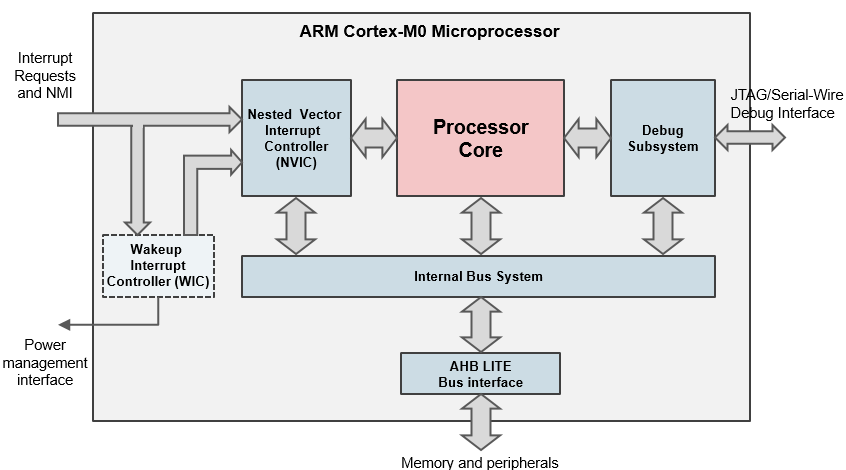 ARM Cortex-M0 Microprocessor
Interrupt
Requests
and NMI
Nested Vector
Interrupt
Controller
(NVIC)
Processor
Core
Debug
Subsystem
JTAG/Serial-Wire
Debug Interface
Wakeup
Interrupt
Controller (WIC)
Internal Bus System
Power
management
interface
AHB LITE
Bus interface
Memory and peripherals